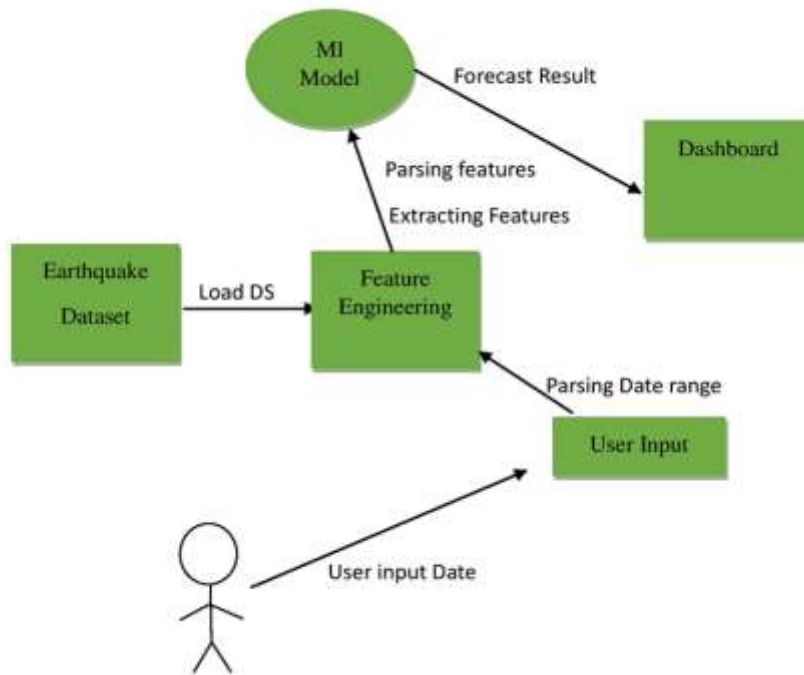 Ml
Model
Forecast Result
Dashboard
Parsing features
Extracting Features
Earthquake
Dataset
Load DS
Feature
Engineering
Parsing Date range
User Input
User input Date